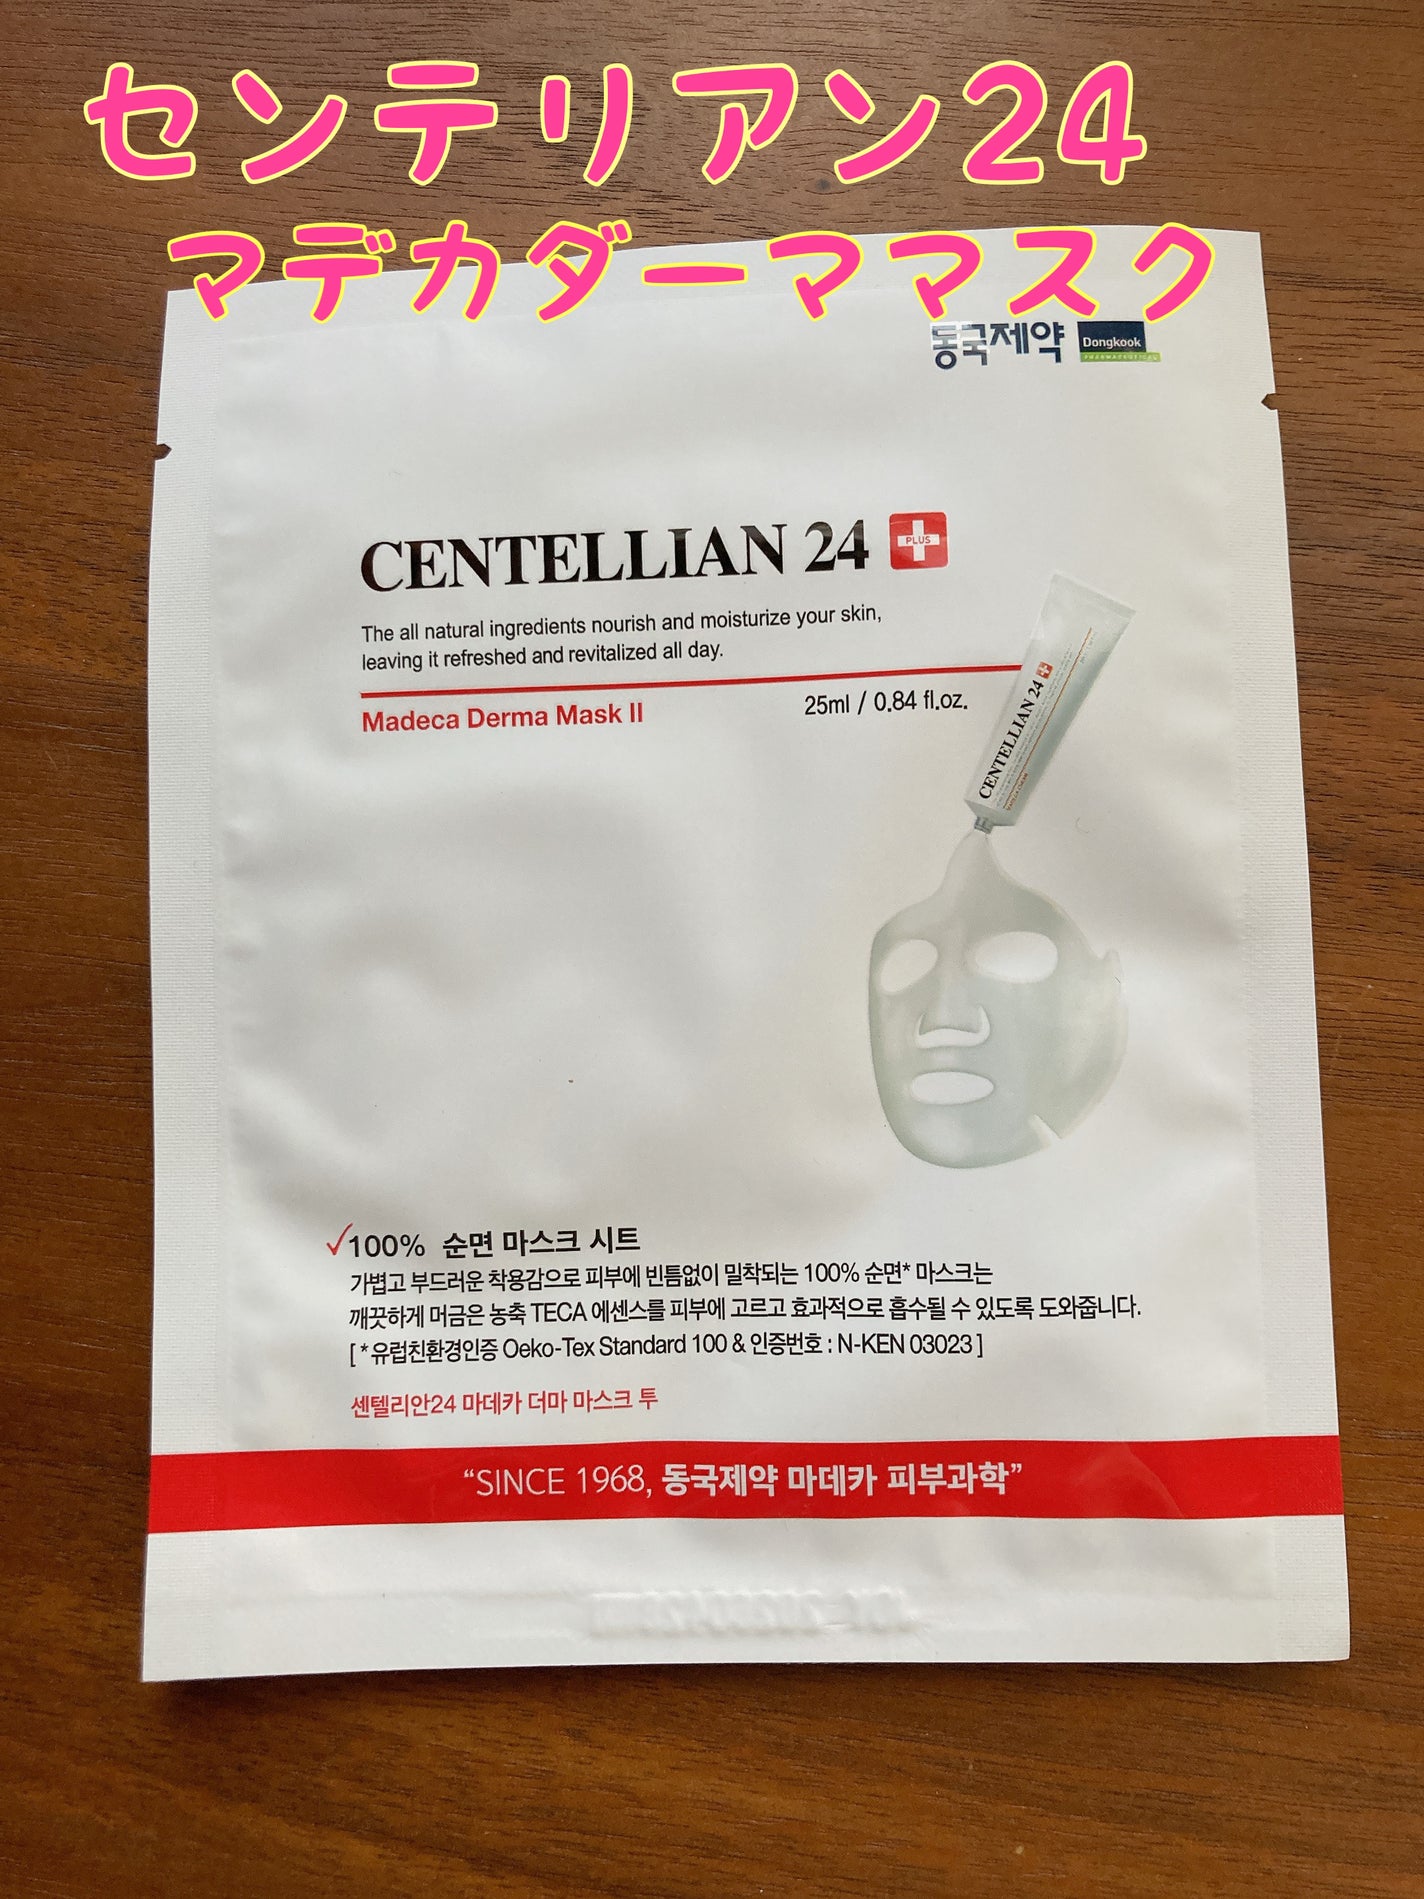 センテリアン24
マデカダーママスク
동국제약 Dongkook
PHARMACEUTICAL
CENTELLIAN 24 PLUS
The all natural ingredients nourish and moisturize your skin,
leaving it refreshed and revitalized all day.
Madeca Derma Mask II 25ml / 0.84 fl.oz.
CENTELLIAN 24
✓100% 순면 마스크 시트
가볍고 부드러운 착용감으로 피부에 빈틈없이 밀착되는 100% 순면* 마스크는
깨끗하게 머금은 농축 TECA 에센스를 피부에 고르고 효과적으로 흡수될 수 있도록 도와줍니다.
[ *유럽친환경인증 Oeko-Tex Standard 100 & 인증번호 : N-KEN 03023 ]
센텔리안24 마데카 더마 마스크 투
“SINCE 1968, 동국제약 마데카 피부과학”